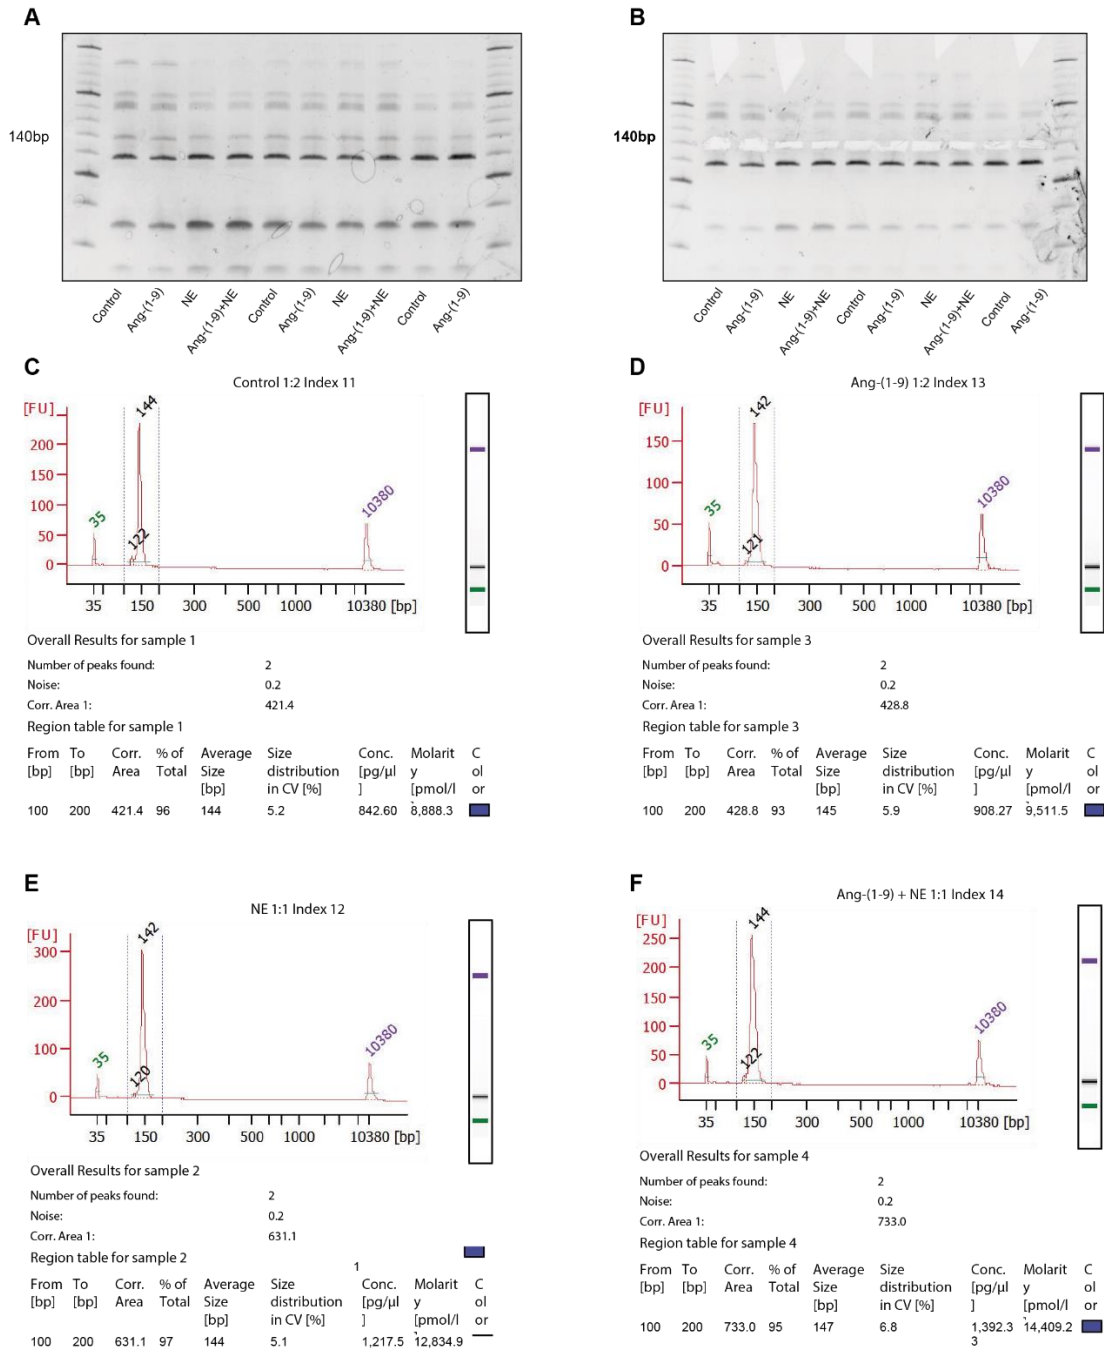 A
B
140bp
140bp
Control
Ang-(1-9)
NE
Ang-(1-9)+NE
Control
Ang-(1-9)
NE
Ang-(1-9)+NE
Control
Ang-(1-9)
Control
Ang-(1-9)
NE
Ang-(1-9)+NE
Control
Ang-(1-9)
NE
Ang-(1-9)+NE
Control
Ang-(1-9)
C
Control 1:2 Index 11
[FU]
200
150
100
50
0
35
122
144
10380
35 150 300 500 1000 10380 [bp]
Overall Results for sample 1
Number of peaks found: 2
Noise: 0.2
Corr. Area 1: 421.4
Region table for sample 1
From To Corr. % of Average Size Conc. Molarit C
[bp] [bp] Area Total Size distribution [pg/µl y ol
[bp] in CV [%] ] [pmol/l or
100 200 421.4 96 144 5.2 842.60 8,888.3
D
Ang-(1-9) 1:2 Index 13
[FU]
150
100
50
0
35
121
142
10380
35 150 300 500 1000 10380 [bp]
Overall Results for sample 3
Number of peaks found: 2
Noise: 0.2
Corr. Area 1: 428.8
Region table for sample 3
From To Corr. % of Average Size Conc. Molarit C
[bp] [bp] Area Total Size distribution [pg/µl y ol
[bp] in CV [%] ] [pmol/l or
100 200 428.8 93 145 5.9 908.27 9,511.5
E
NE 1:1 Index 12
[FU]
300
200
100
0
35
120
142
10380
35 150 300 500 1000 10380 [bp]
Overall Results for sample 2
Number of peaks found: 2
Noise: 0.2
Corr. Area 1: 631.1
Region table for sample 2
1
From To Corr. % of Average Size Conc. Molarit C
[bp] [bp] Area Total Size distribution [pg/µl y ol
[bp] in CV [%] ] [pmol/l or
100 200 631.1 97 144 5.1 1,217.5 12,834.9
F
Ang-(1-9) + NE 1:1 Index 14
[FU]
250
200
150
100
50
0
35
122
144
10380
35 150 300 500 1000 10380 [bp]
Overall Results for sample 4
Number of peaks found: 2
Noise: 0.2
Corr. Area 1: 733.0
Region table for sample 4
From To Corr. % of Average Size Conc. Molarit C
[bp] [bp] Area Total Size distribution [pg/µl y ol
[bp] in CV [%] ] [pmol/l or
100 200 733.0 95 147 6.8 1,392.3 14,409.2
3